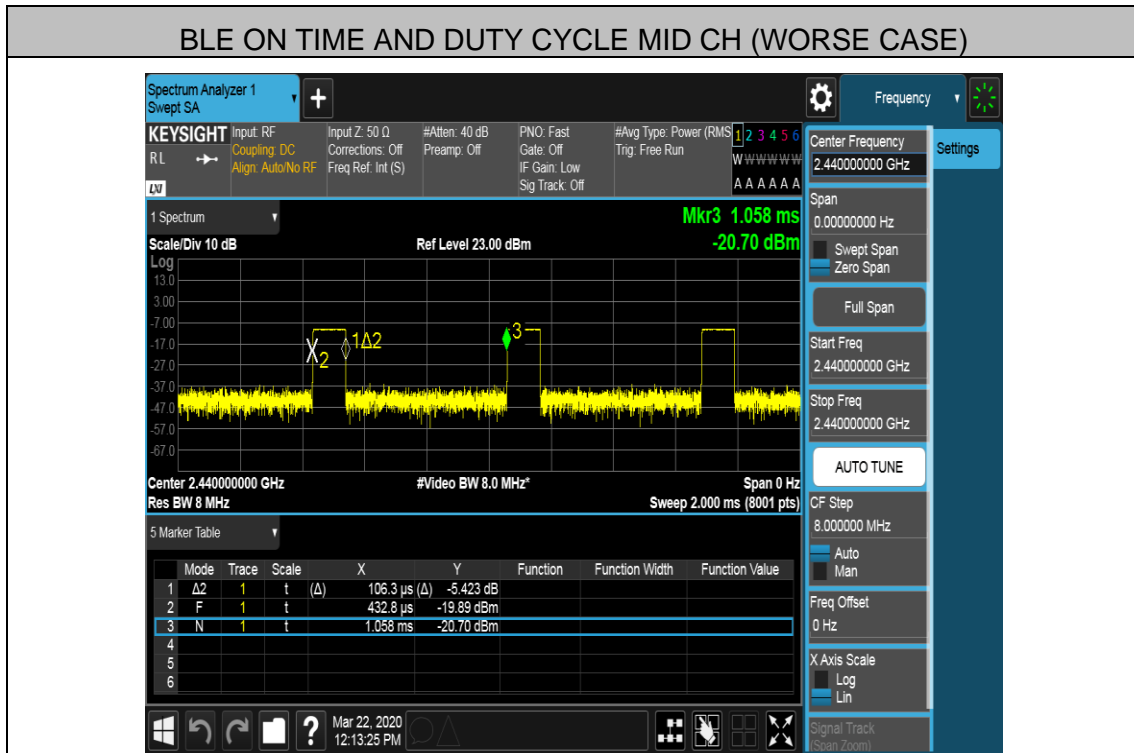 BLE ON TIME AND DUTY CYCLE MID CH (WORSE CASE)
Spectrum Analyzer 1
Swept SA
Frequency
KEYSIGHT
RL
LXI
Input: RF
Coupling: DC
Align: Auto/No RF
Input Z: 50 Ω
Corrections: Off
Freq Ref: Int (S)
#Atten: 40 dB
Preamp: Off
PNO: Fast
Gate: Off
IF Gain: Low
Sig Track: Off
#Avg Type: Power (RMS
Trig: Free Run
1 2 3 4 5 6
W W W W W W
A A A A A A
1 Spectrum
Mkr3 1.058 ms
-20.70 dBm
Scale/Div 10 dB
Ref Level 23.00 dBm
Log
13.0
3.00
-7.00
-17.0
-27.0
-37.0
-47.0
-57.0
-67.0
2
1Δ2
3
Center 2.440000000 GHz
#Video BW 8.0 MHz*
Span 0 Hz
Res BW 8 MHz
Sweep 2.000 ms (8001 pts)
5 Marker Table
Mode Trace Scale X Y Function Function Width Function Value
1 Δ2 1 t (Δ) 106.3 µs (Δ) -5.423 dB
2 F 1 t 432.8 µs -19.89 dBm
3 N 1 t 1.058 ms -20.70 dBm
4
5
6
?
Mar 22, 2020
12:13:25 PM
Center Frequency
2.440000000 GHz
Settings
Span
0.00000000 Hz
Swept Span
Zero Span
Full Span
Start Freq
2.440000000 GHz
Stop Freq
2.440000000 GHz
AUTO TUNE
CF Step
8.000000 MHz
Auto
Man
Freq Offset
0 Hz
X Axis Scale
Log
Lin
Signal Track
(Span Zoom)